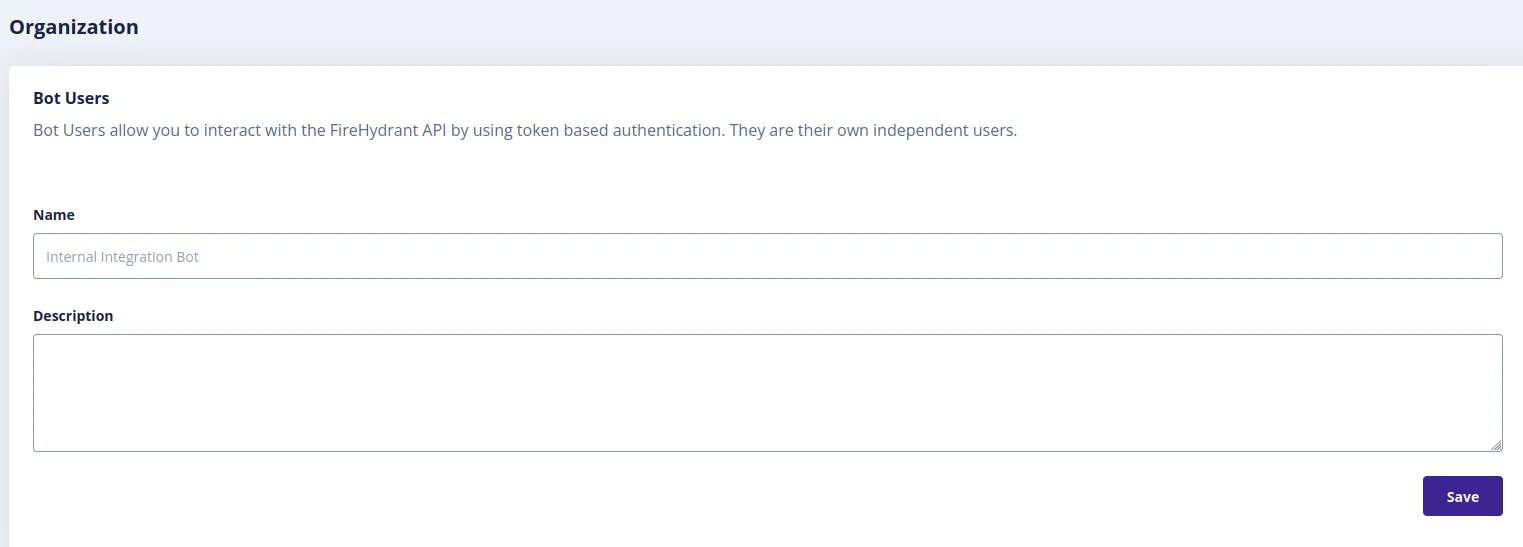 Organization
Bot Users
Bot Users allow you to interact with the FireHydrant API by using token based authentication. They are their own independent users.
Name
Internal Integration Bot
Description
Save